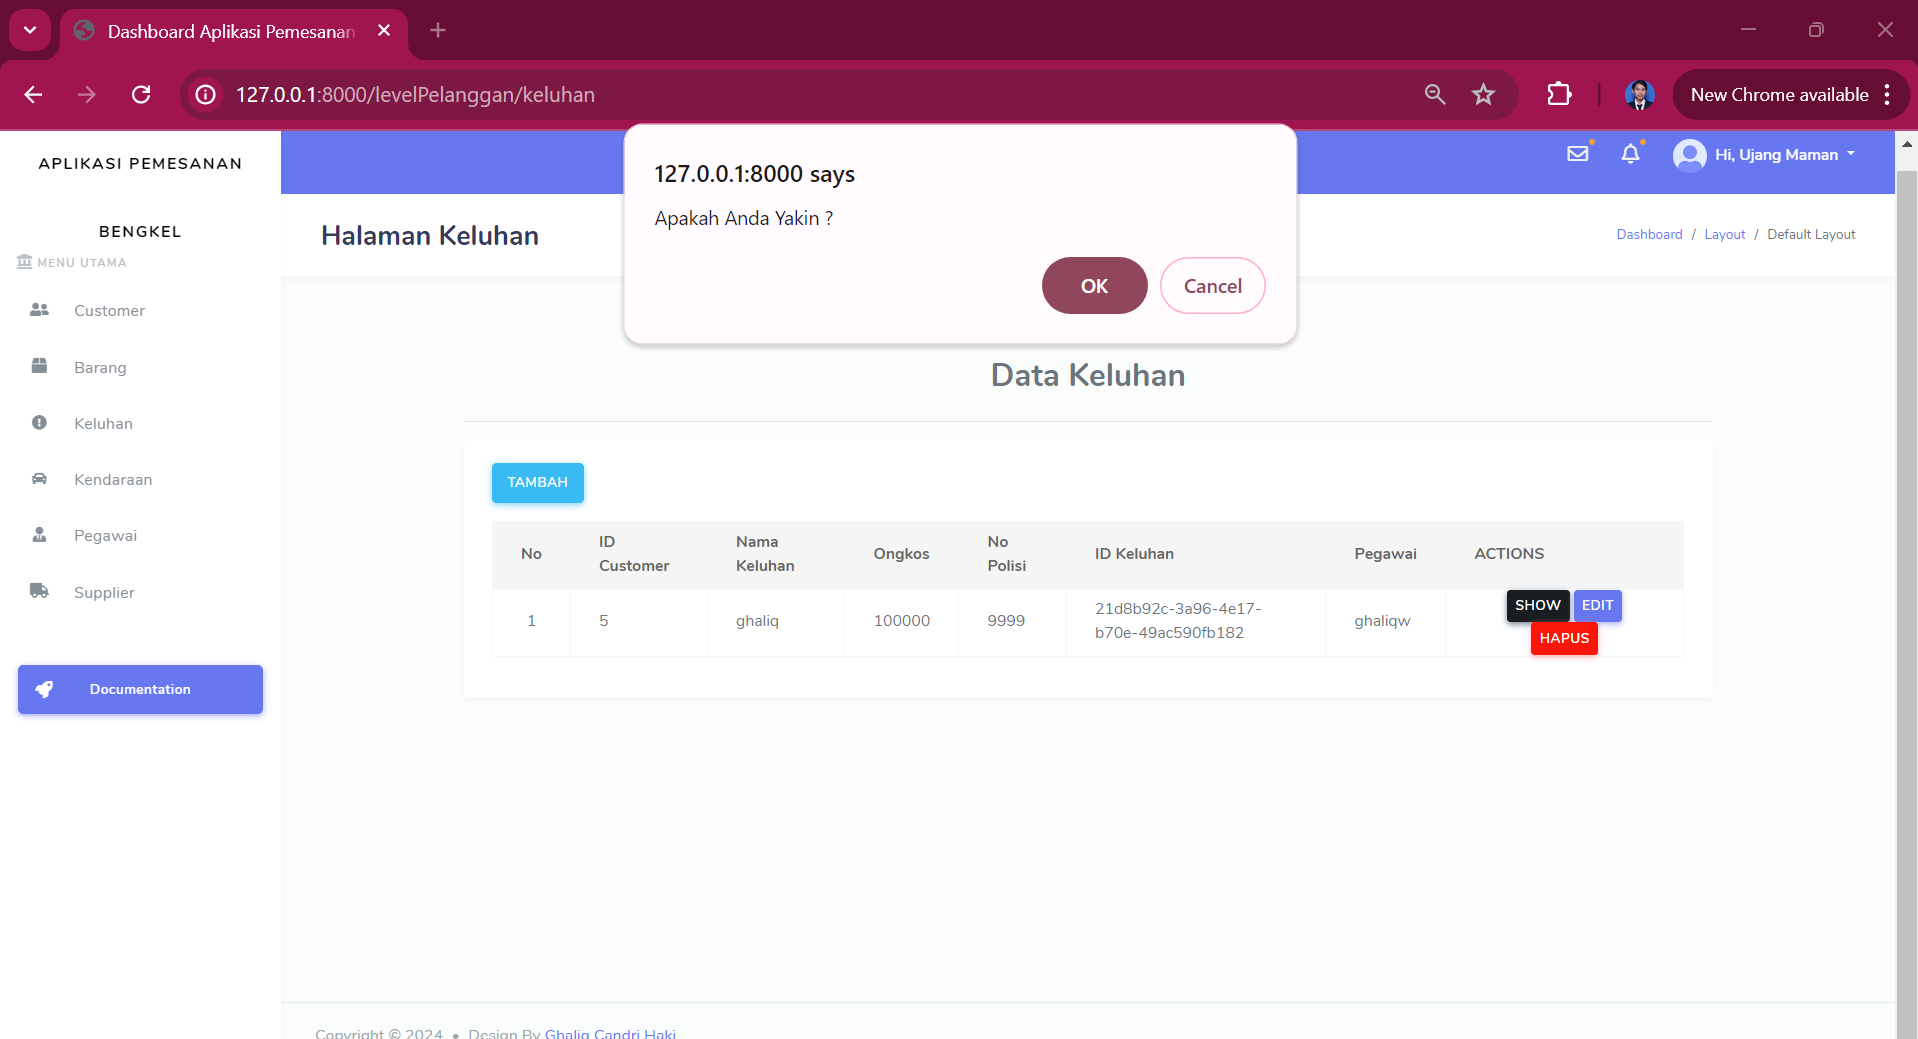 Dashboard Aplikasi Pemesanan
127.0.0.1:8000/levelPelanggan/keluhan
New Chrome available
127.0.0.1:8000 says
Apakah Anda Yakin ?
OK
Cancel
APLIKASI PEMESANAN
BENGKEL
MENU UTAMA
Customer
Barang
Keluhan
Kendaraan
Pegawai
Supplier
Documentation
Hi, Ujang Maman
Halaman Keluhan
Dashboard / Layout / Default Layout
Data Keluhan
TAMBAH
No
ID
Customer
Nama
Keluhan
Ongkos
No
Polisi
ID Keluhan
Pegawai
ACTIONS
1
5
ghaliq
100000
9999
21d8b92c-3a96-4e17-
b70e-49ac590fb182
ghaliqw
SHOW
EDIT
HAPUS
Copyright © 2024 • Design By Ghaliq Candri Haki